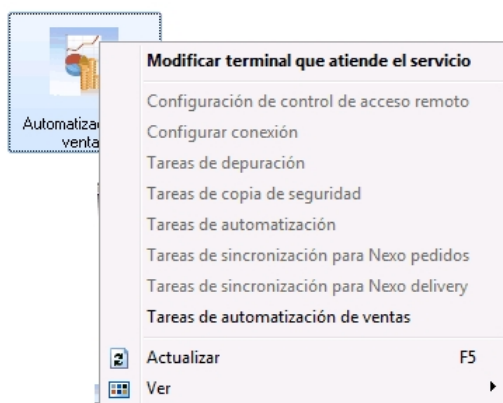 Modificar terminal que atiende el servicio
Configuración de control de acceso remoto
Configurar conexión
Automatiza
venta
Tareas de depuración
Tareas de copia de seguridad
Tareas de automatización
Tareas de sincronización para Nexo pedidos
Tareas de sincronización para Nexo delivery
Tareas de automatización de ventas
Actualizar F5
Ver